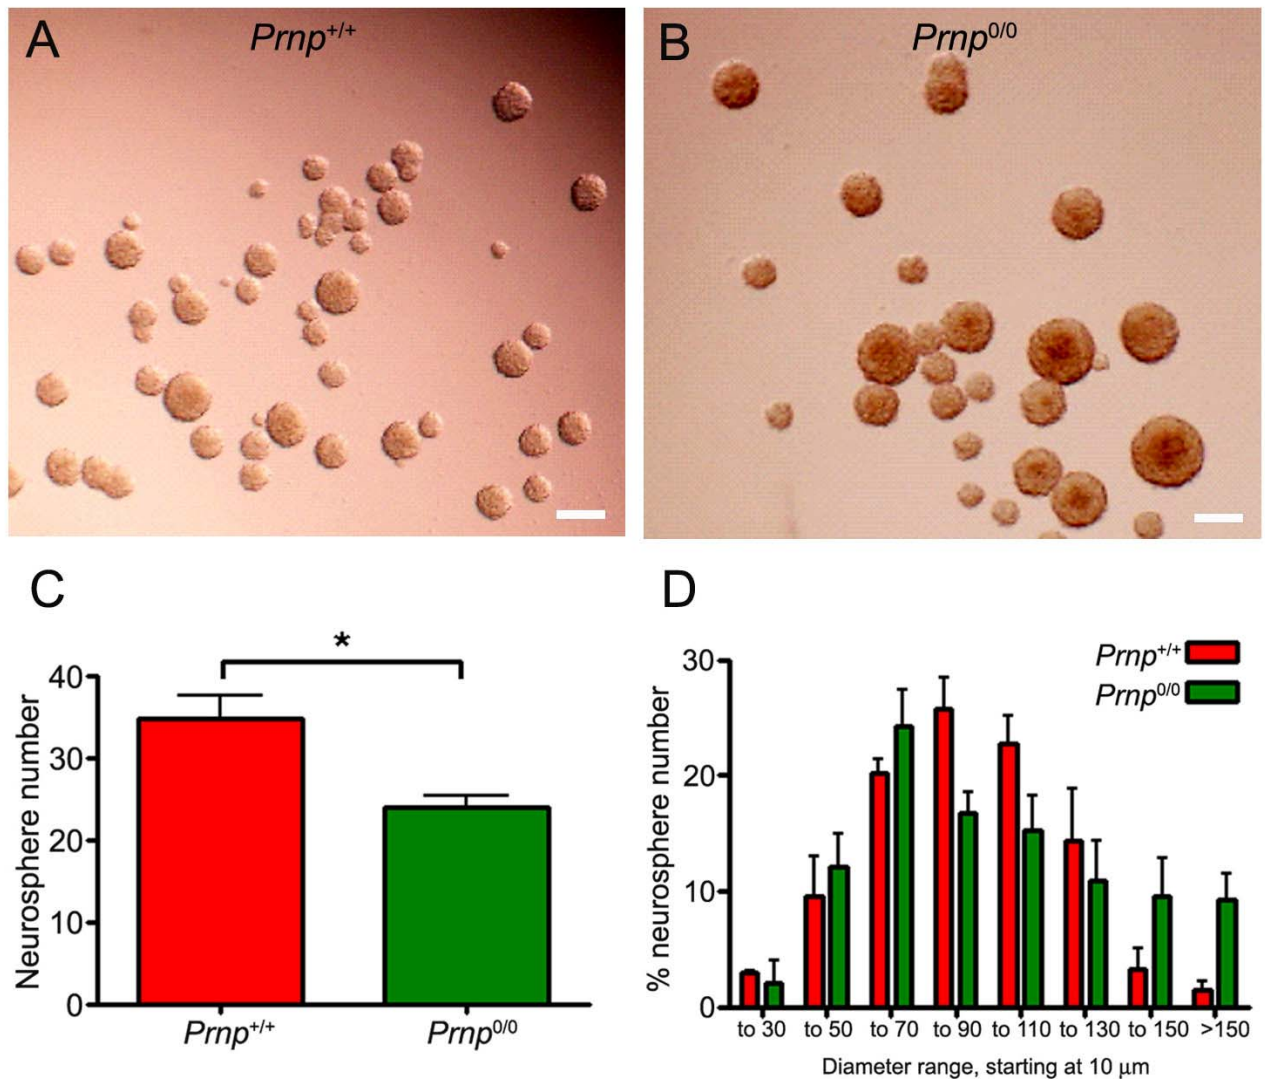 A
Prnp+/+
B
Prnp0/0
C
*
Neurosphere number
40
30
20
10
0
Prnp+/+
Prnp0/0
D
Prnp+/+
Prnp0/0
% neurosphere number
30
20
10
0
to 30 to 50 to 70 to 90 to 110 to 130 to 150 >150
Diameter range, starting at 10 µm